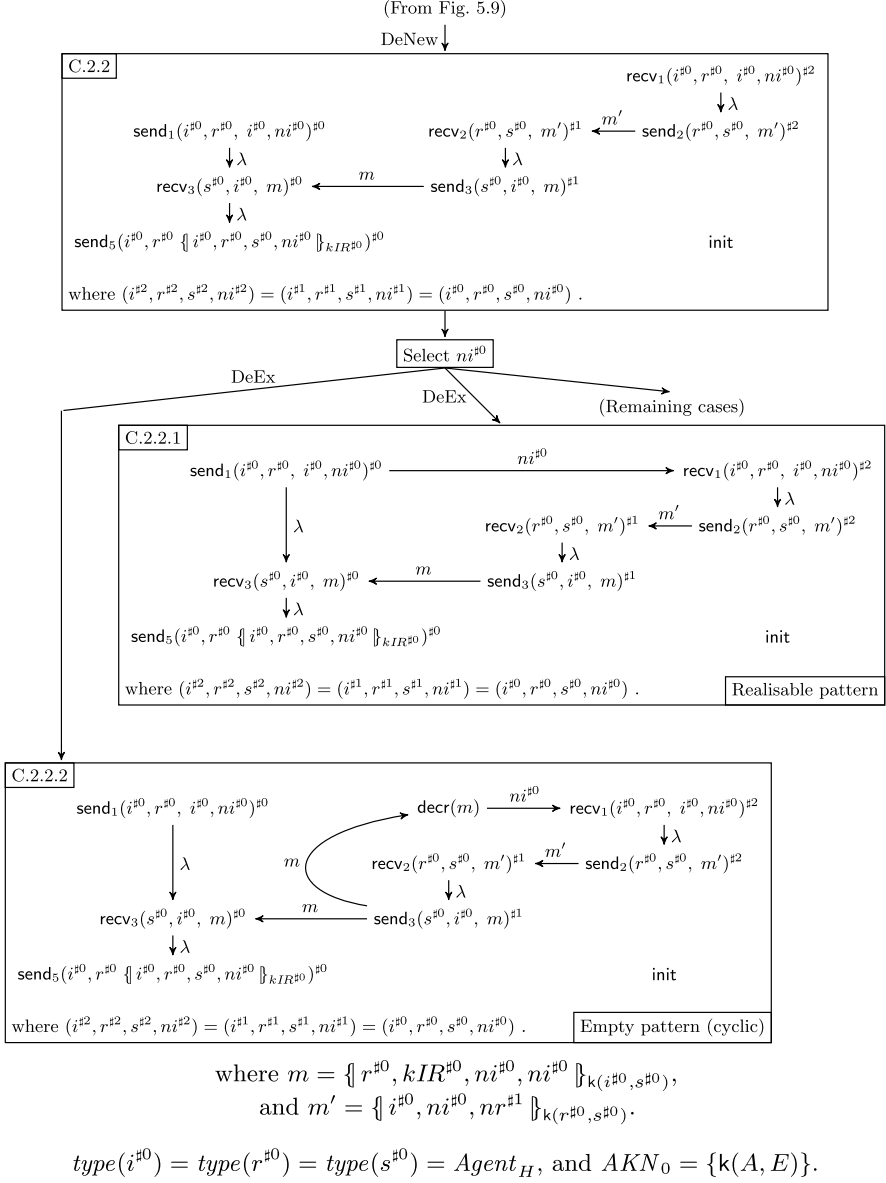 (From Fig. 5.9)
DeNew
C.2.2
recv₁(i^♯0, r^♯0, i^♯0, ni^♯0)^♯2
λ
send₁(i^♯0, r^♯0, i^♯0, ni^♯0)^♯0 recv₂(r^♯0, s^♯0, m′)^♯1 m′ send₂(r^♯0, s^♯0, m′)^♯2
λ λ
recv₃(s^♯0, i^♯0, m)^♯0 m send₃(s^♯0, i^♯0, m)^♯1
λ
send₅(i^♯0, r^♯0 ⦃ i^♯0, r^♯0, s^♯0, ni^♯0 ⦄_{kIR^♯0})^♯0 init
where (i^♯2, r^♯2, s^♯2, ni^♯2) = (i^♯1, r^♯1, s^♯1, ni^♯1) = (i^♯0, r^♯0, s^♯0, ni^♯0) .
Select ni^♯0
DeEx
DeEx
(Remaining cases)
C.2.2.1
send₁(i^♯0, r^♯0, i^♯0, ni^♯0)^♯0 ni^♯0 recv₁(i^♯0, r^♯0, i^♯0, ni^♯0)^♯2
λ
λ recv₂(r^♯0, s^♯0, m′)^♯1 m′ send₂(r^♯0, s^♯0, m′)^♯2
λ
recv₃(s^♯0, i^♯0, m)^♯0 m send₃(s^♯0, i^♯0, m)^♯1
λ
send₅(i^♯0, r^♯0 ⦃ i^♯0, r^♯0, s^♯0, ni^♯0 ⦄_{kIR^♯0})^♯0 init
where (i^♯2, r^♯2, s^♯2, ni^♯2) = (i^♯1, r^♯1, s^♯1, ni^♯1) = (i^♯0, r^♯0, s^♯0, ni^♯0) . Realisable pattern
C.2.2.2
send₁(i^♯0, r^♯0, i^♯0, ni^♯0)^♯0 decr(m) ni^♯0 recv₁(i^♯0, r^♯0, i^♯0, ni^♯0)^♯2
λ
λ m recv₂(r^♯0, s^♯0, m′)^♯1 m′ send₂(r^♯0, s^♯0, m′)^♯2
λ
recv₃(s^♯0, i^♯0, m)^♯0 m send₃(s^♯0, i^♯0, m)^♯1
λ
send₅(i^♯0, r^♯0 ⦃ i^♯0, r^♯0, s^♯0, ni^♯0 ⦄_{kIR^♯0})^♯0 init
where (i^♯2, r^♯2, s^♯2, ni^♯2) = (i^♯1, r^♯1, s^♯1, ni^♯1) = (i^♯0, r^♯0, s^♯0, ni^♯0) . Empty pattern (cyclic)
where m = ⦃ r^♯0, kIR^♯0, ni^♯0, ni^♯0 ⦄_{k(i^♯0,s^♯0)},
and m′ = ⦃ i^♯0, ni^♯0, nr^♯1 ⦄_{k(r^♯0,s^♯0)}.
type(i^♯0) = type(r^♯0) = type(s^♯0) = Agent_H, and AKN₀ = {k(A, E)}.